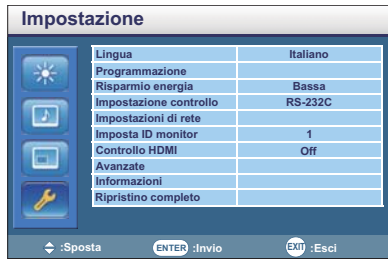 Impostazione
Lingua Italiano
Programmazione
Risparmio energia Bassa
Impostazione controllo RS-232C
Impostazioni di rete
Imposta ID monitor 1
Controllo HDMI Off
Avanzate
Informazioni
Ripristino completo
:Sposta ENTER :Invio EXIT :Esci